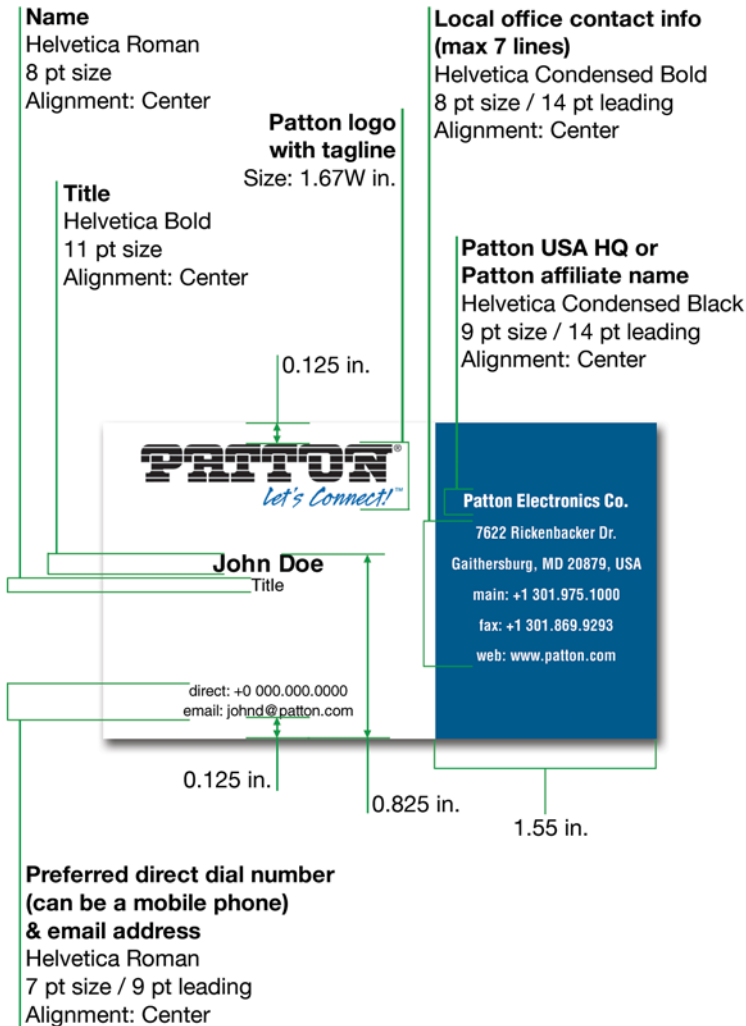 Name
Helvetica Roman
8 pt size
Alignment: Center
Local office contact info
(max 7 lines)
Helvetica Condensed Bold
8 pt size / 14 pt leading
Alignment: Center
Patton logo
with tagline
Size: 1.67W in.
Title
Helvetica Bold
11 pt size
Alignment: Center
Patton USA HQ or
Patton affiliate name
Helvetica Condensed Black
9 pt size / 14 pt leading
Alignment: Center
0.125 in.
PATTON®
Let's Connect!™
John Doe
Title
direct: +0 000.000.0000
email: johnd@patton.com
Patton Electronics Co.
7622 Rickenbacker Dr.
Gaithersburg, MD 20879, USA
main: +1 301.975.1000
fax: +1 301.869.9293
web: www.patton.com
0.125 in.
0.825 in.
1.55 in.
Preferred direct dial number
(can be a mobile phone)
& email address
Helvetica Roman
7 pt size / 9 pt leading
Alignment: Center